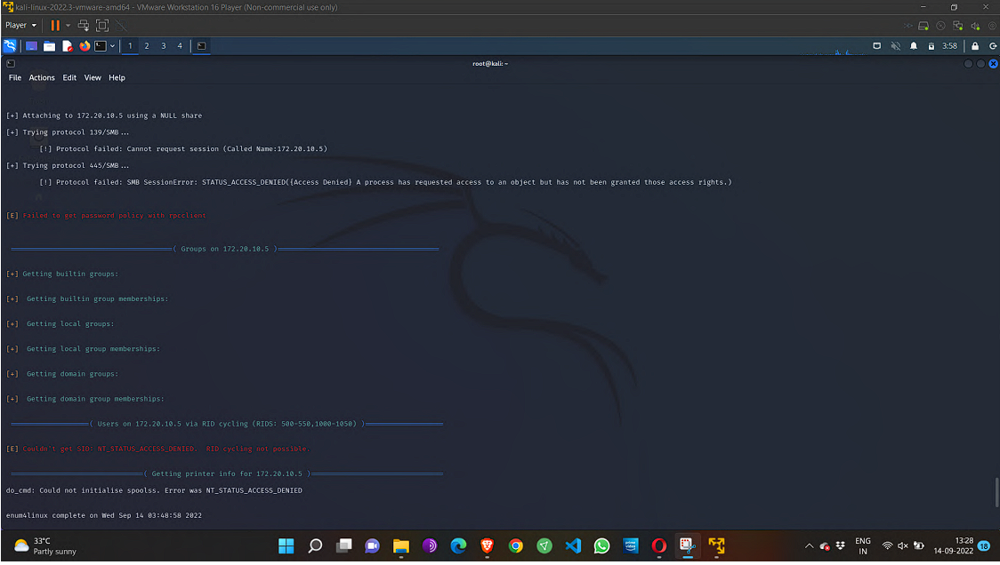 kali-linux-2022.3-vmware-amd64 - VMware Workstation 16 Player (Non-commercial use only)
Player
1 2 3 4
3:58
root@kali: ~
File Actions Edit View Help
[+] Attaching to 172.20.10.5 using a NULL share
[+] Trying protocol 139/SMB...
[!] Protocol failed: Cannot request session (Called Name:172.20.10.5)
[+] Trying protocol 445/SMB...
[!] Protocol failed: SMB SessionError: STATUS_ACCESS_DENIED({Access Denied} A process has requested access to an object but has not been granted those access rights.)
[E] Failed to get password policy with rpcclient
( Groups on 172.20.10.5 )
[+] Getting builtin groups:
[+] Getting builtin group memberships:
[+] Getting local groups:
[+] Getting local group memberships:
[+] Getting domain groups:
[+] Getting domain group memberships:
( Users on 172.20.10.5 via RID cycling (RIDS: 500-550,1000-1050) )
[E] Couldn't get SID: NT_STATUS_ACCESS_DENIED. RID cycling not possible.
( Getting printer info for 172.20.10.5 )
do_cmd: Could not initialise spoolss. Error was NT_STATUS_ACCESS_DENIED
enum4linux complete on Wed Sep 14 03:48:58 2022
33°C
Partly sunny
prime video
ENG
IN
13:28
14-09-2022
18